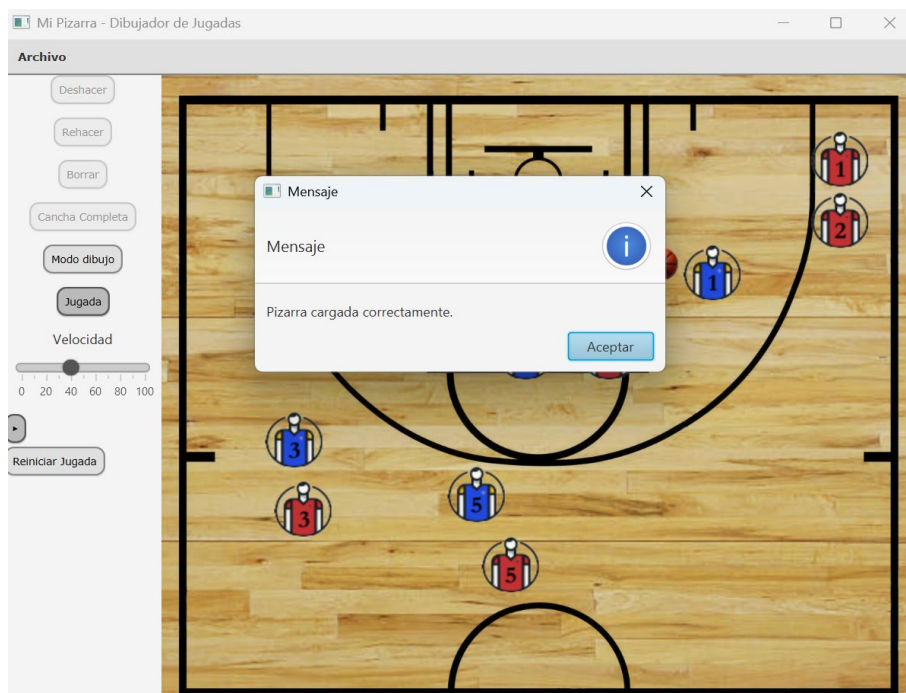 Mi Pizarra - Dibujador de Jugadas
Archivo
Deshacer
Rehacer
Borrar
Cancha Completa
Modo dibujo
Jugada
Velocidad
0 20 40 60 80 100
Reiniciar Jugada
Mensaje
Mensaje
Pizarra cargada correctamente.
Aceptar
1
2
1
3
5
3
5